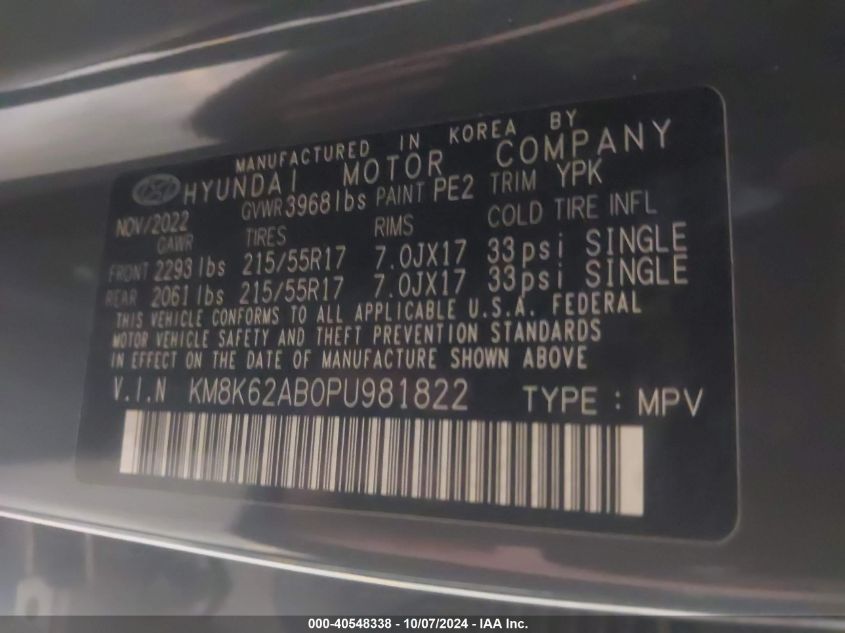 MANUFACTURED IN KOREA BY
HYUNDAI MOTOR COMPANY
NOV/2022 GVWR 3968 lbs PAINT PE2 TRIM YPK
GAWR TIRES RIMS COLD TIRE INFL
FRONT 2293 lbs 215/55R17 7.0JX17 33psi SINGLE
REAR 2061 lbs 215/55R17 7.0JX17 33psi SINGLE
THIS VEHICLE CONFORMS TO ALL APPLICABLE U.S.A. FEDERAL
MOTOR VEHICLE SAFETY AND THEFT PREVENTION STANDARDS
IN EFFECT ON THE DATE OF MANUFACTURE SHOWN ABOVE
V.I.N KM8K62AB0PU981822 TYPE : MPV
000-40548338 - 10/07/2024 - IAA Inc.